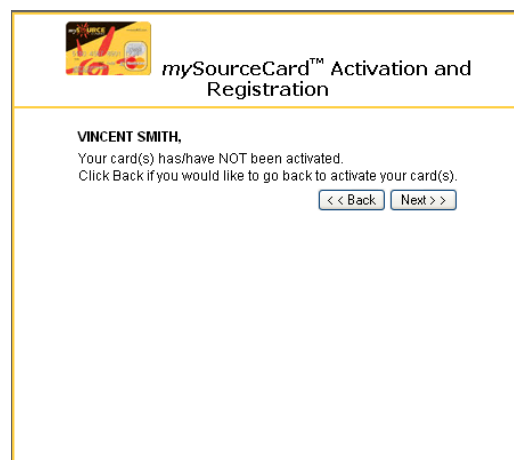 mySOURCE
mySourceCard™ Activation and
Registration
VINCENT SMITH,
Your card(s) has/have NOT been activated.
Click Back if you would like to go back to activate your card(s).
< < Back Next > >